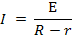 I = E / (R − r)